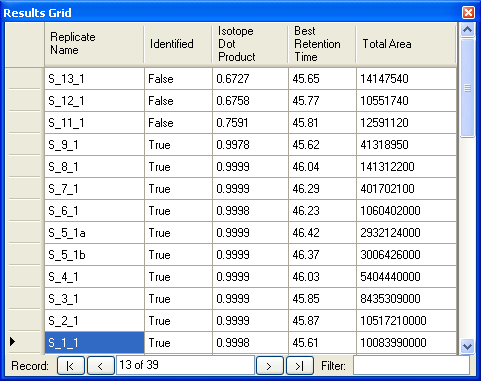 Results Grid
Replicate Name Identified Isotope Dot Product Best Retention Time Total Area
S_13_1 False 0.6727 45.65 14147540
S_12_1 False 0.6758 45.77 10551740
S_11_1 False 0.7591 45.81 12591120
S_9_1 True 0.9978 45.62 41318950
S_8_1 True 0.9999 46.04 141312200
S_7_1 True 0.9999 46.29 401702100
S_6_1 True 0.9998 46.23 1060402000
S_5_1a True 0.9999 46.42 2932124000
S_5_1b True 0.9999 46.37 3006426000
S_4_1 True 0.9999 46.03 5404440000
S_3_1 True 0.9999 45.85 8435309000
S_2_1 True 0.9999 45.87 10517210000
S_1_1 True 0.9998 45.61 10083990000
Record: 13 of 39 Filter: